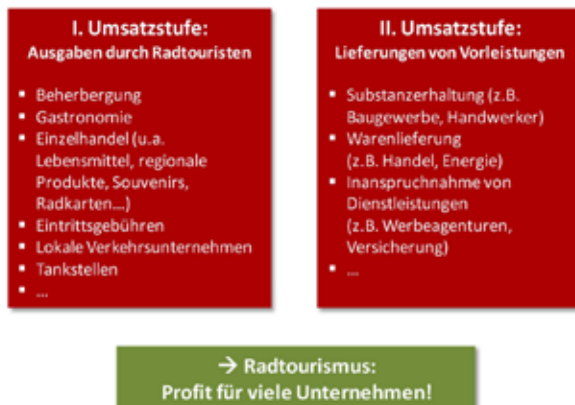 I. Umsatzstufe:
Ausgaben durch Radtouristen
▪ Beherbergung
▪ Gastronomie
▪ Einzelhandel (u.a.
Lebensmittel, regionale
Produkte, Souvenirs,
Radkarten...)
▪ Eintrittsgebühren
▪ Lokale Verkehrsunternehmen
▪ Tankstellen
▪ ...
II. Umsatzstufe:
Lieferungen von Vorleistungen
▪ Substanzerhaltung (z.B.
Baugewerbe, Handwerker)
▪ Warenlieferung
(z.B. Handel, Energie)
▪ Inanspruchnahme von
Dienstleistungen
(z.B. Werbeagenturen,
Versicherung)
▪ ...
→ Radtourismus:
Profit für viele Unternehmen!